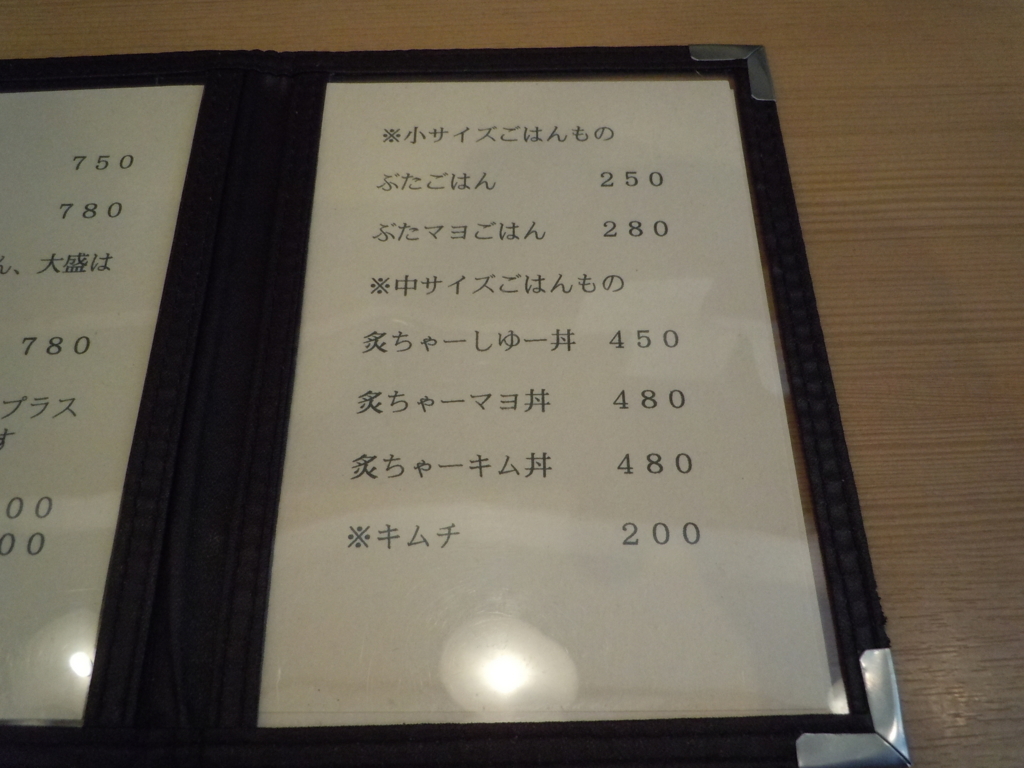 ７５０
７８０
ん、大盛は
７８０
プラス
す
００
００
※小サイズごはんもの
ぶたごはん　２５０
ぶたマヨごはん　２８０
※中サイズごはんもの
炙ちゃーしゆー丼　４５０
炙ちゃーマヨ丼　４８０
炙ちゃーキム丼　４８０
※キムチ　２００